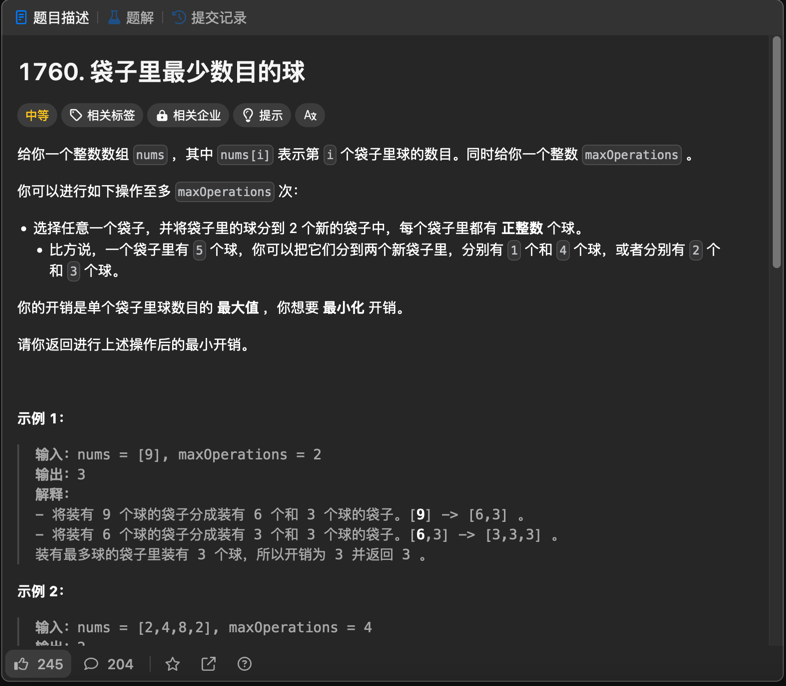 题目描述 题解 提交记录
1760. 袋子里最少数目的球
中等 相关标签 相关企业 提示 Aあ
给你一个整数数组 nums ，其中 nums[i] 表示第 i 个袋子里球的数目。同时给你一个整数 maxOperations 。
你可以进行如下操作至多 maxOperations 次：
• 选择任意一个袋子，并将袋子里的球分到 2 个新的袋子中，每个袋子里都有 正整数 个球。
• 比方说，一个袋子里有 5 个球，你可以把它们分到两个新袋子里，分别有 1 个和 4 个球，或者分别有 2 个
和 3 个球。
你的开销是单个袋子里球数目的 最大值 ，你想要 最小化 开销。
请你返回进行上述操作后的最小开销。
示例 1：
输入：nums = [9], maxOperations = 2
输出：3
解释：
- 将装有 9 个球的袋子分成装有 6 个和 3 个球的袋子。[9] -> [6,3] 。
- 将装有 6 个球的袋子分成装有 3 个和 3 个球的袋子。[6,3] -> [3,3,3] 。
装有最多球的袋子里装有 3 个球，所以开销为 3 并返回 3 。
示例 2：
输入：nums = [2,4,8,2], maxOperations = 4
245 204